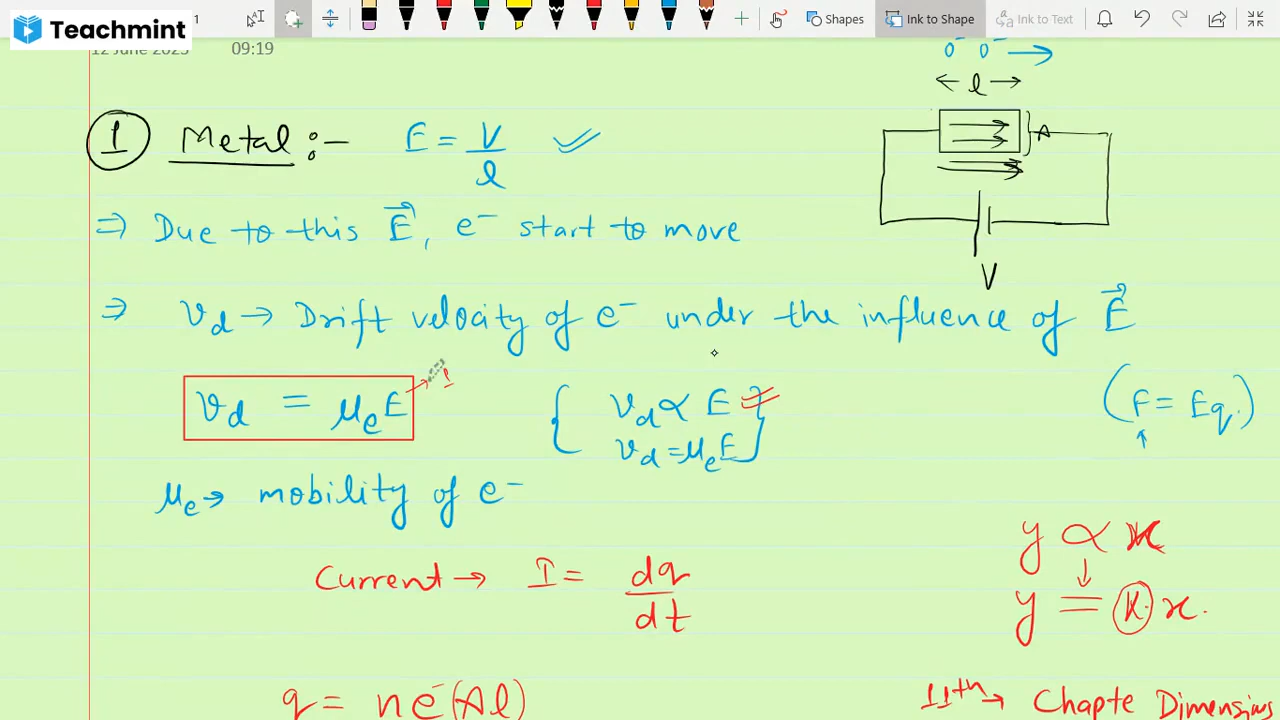 Teachmint
Shapes
Ink to Shape
Ink to Text
09:19
① Metal :- E = V/l
l
A
V
⇒ Due to this E⃗, e⁻ start to move
⇒ vd → Drift velocity of e⁻ under the influence of E⃗
vd = μeE → 1
{ vd ∝ E
vd = μeE }
(F = Eq.)
μe → mobility of e⁻
y ∝ x
y = (k) x.
Current → I = dq/dt
q = ne⁻(Al)
11th → Chapte Dimensions